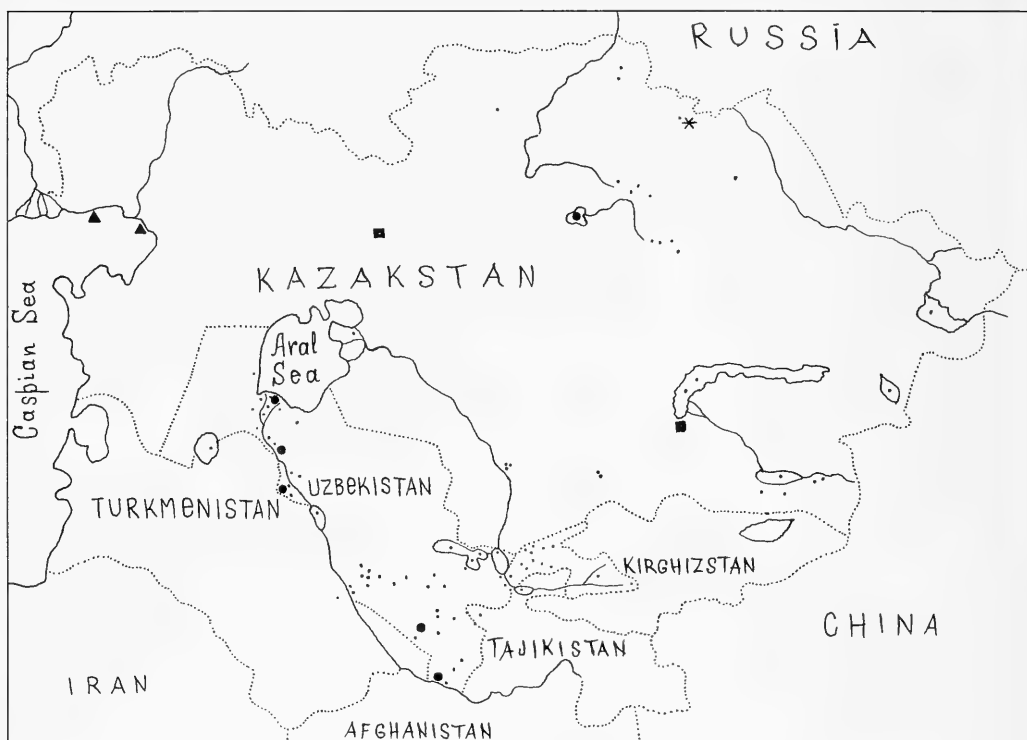 RUSSIA
KAZAKSTAN
Caspian Sea
Aral
Sea
UZBEKISTAN
TURKMENISTAN
KIRGHIZSTAN
CHINA
TAJIKISTAN
IRAN
AFGHANISTAN